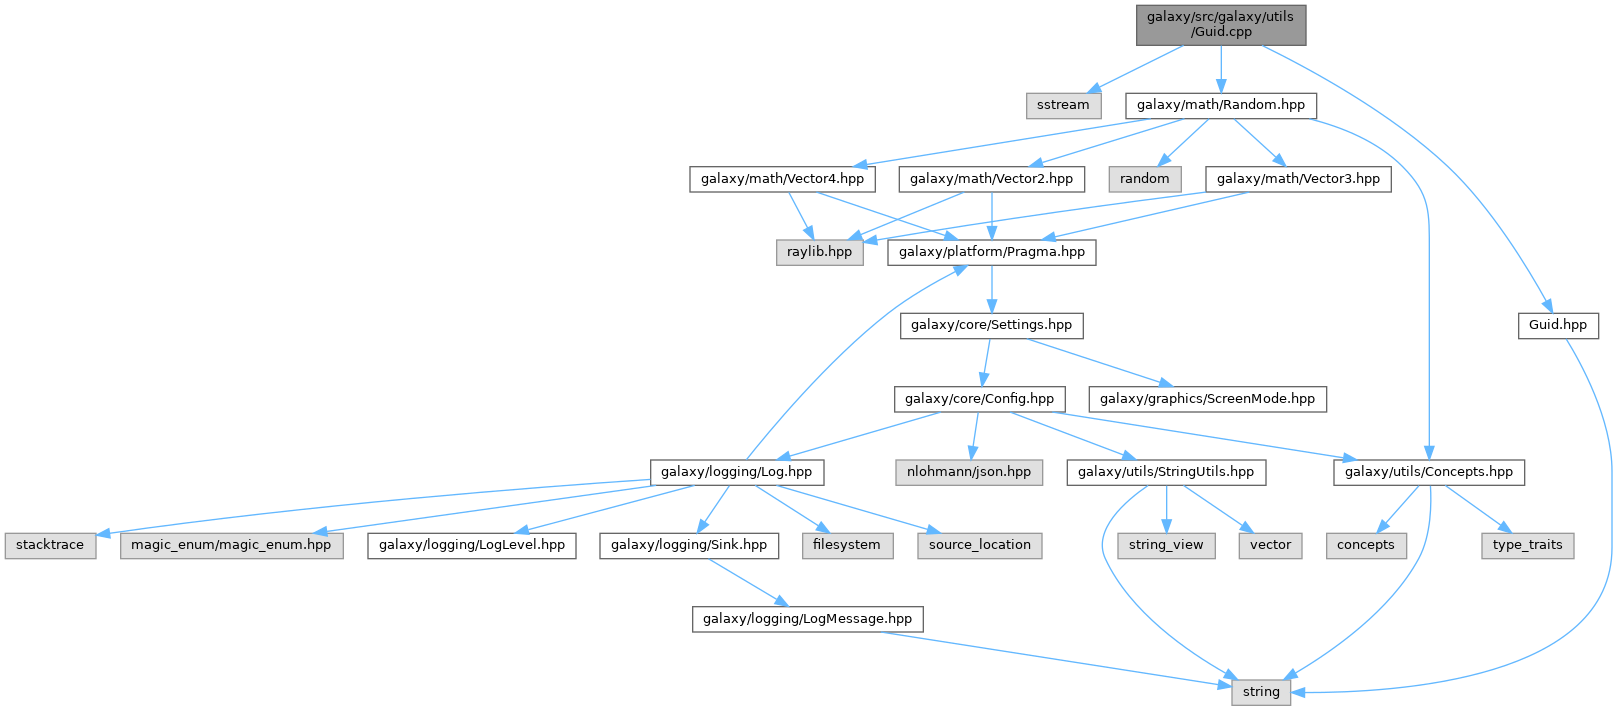 galaxy/src/galaxy/utils
/Guid.cpp
sstream
galaxy/math/Random.hpp
galaxy/math/Vector4.hpp
galaxy/math/Vector2.hpp
random
galaxy/math/Vector3.hpp
raylib.hpp
galaxy/platform/Pragma.hpp
galaxy/core/Settings.hpp
Guid.hpp
galaxy/core/Config.hpp
galaxy/graphics/ScreenMode.hpp
galaxy/logging/Log.hpp
nlohmann/json.hpp
galaxy/utils/StringUtils.hpp
galaxy/utils/Concepts.hpp
stacktrace
magic_enum/magic_enum.hpp
galaxy/logging/LogLevel.hpp
galaxy/logging/Sink.hpp
filesystem
source_location
string_view
vector
concepts
type_traits
galaxy/logging/LogMessage.hpp
string